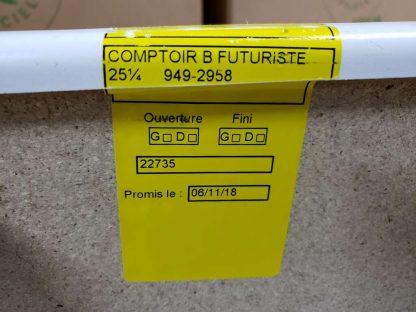 COMPTOIR B FUTURISTE
25¼ 949-2958
Ouverture Fini
G□ D□ G□ D□
22735
Promis le : 06/11/18